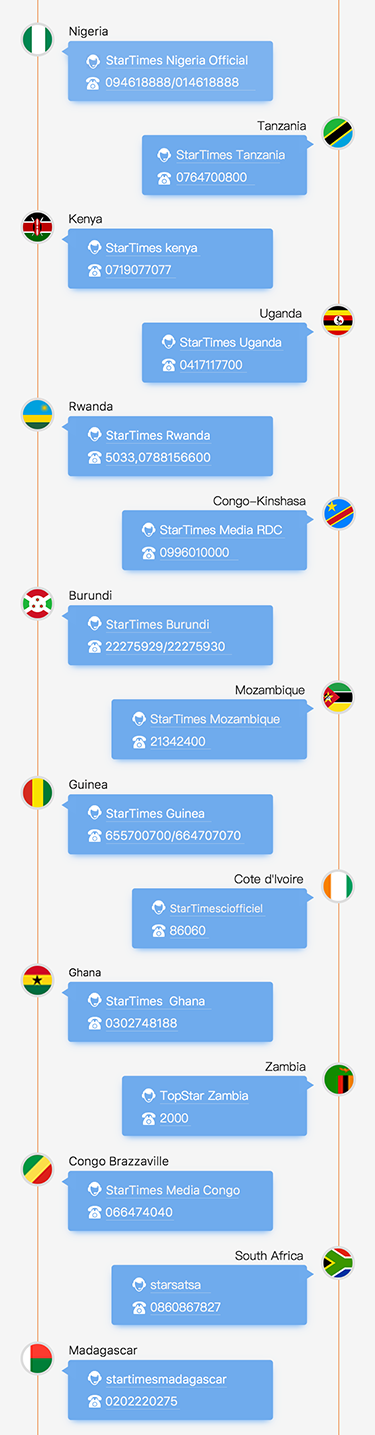 Nigeria
StarTimes Nigeria Official
094618888/014618888
Tanzania
StarTimes Tanzania
0764700800
Kenya
StarTimes kenya
0719077077
Uganda
StarTimes Uganda
0417117700
Rwanda
StarTimes Rwanda
5033,0788156600
Congo-Kinshasa
StarTimes Media RDC
0996010000
Burundi
StarTimes Burundi
22275929/22275930
Mozambique
StarTimes Mozambique
21342400
Guinea
StarTimes Guinea
655700700/664707070
Cote d'Ivoire
StarTimesciofficiel
86060
Ghana
StarTimes  Ghana
0302748188
Zambia
TopStar Zambia
2000
Congo Brazzaville
StarTimes Media Congo
066474040
South Africa
starsatsa
0860867827
Madagascar
startimesmadagascar
0202220275